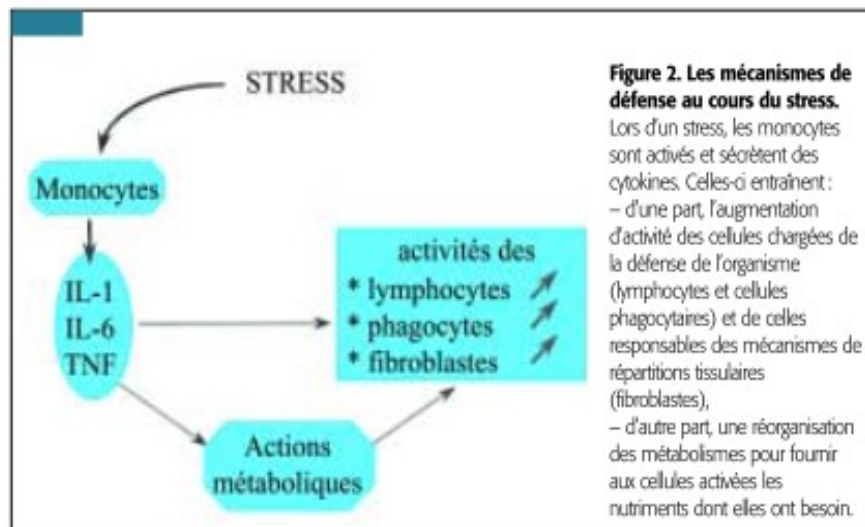 STRESS
Monocytes
IL-1
IL-6
TNF
activités des
* lymphocytes
* phagocytes
* fibroblastes
Actions
métaboliques
Figure 2. Les mécanismes de
défense au cours du stress.
Lors d'un stress, les monocytes
sont activés et sécrètent des
cytokines. Celles-ci entraînent :
– d'une part, l'augmentation
d'activité des cellules chargées de
la défense de l'organisme
(lymphocytes et cellules
phagocytaires) et de celles
responsables des mécanismes de
répartitions tissulaires
(fibroblastes),
– d'autre part, une réorganisation
des métabolismes pour fournir
aux cellules activées les
nutriments dont elles ont besoin.